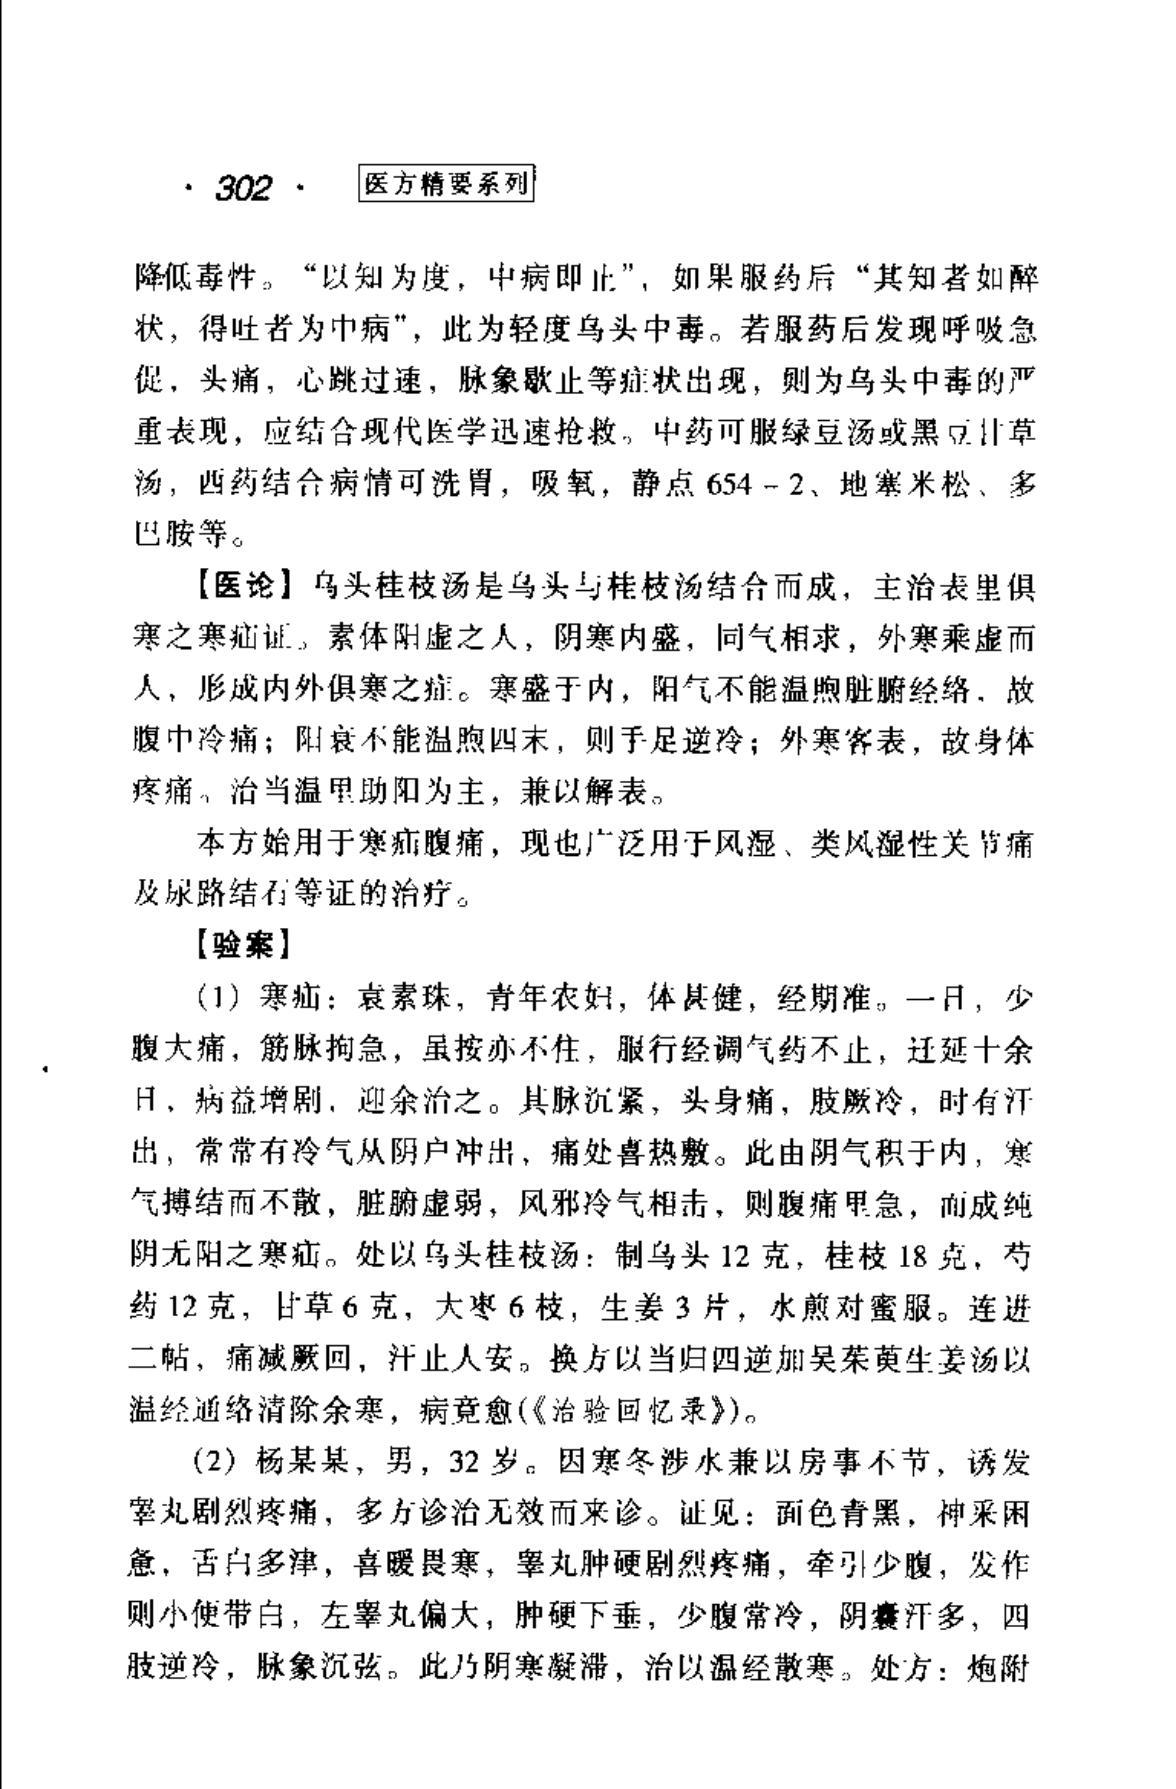 · 302 · 医方精要系列
降低毒性。“以知为度，中病即止”，如果服药后“其知者如醉
状，得吐者为中病”，此为轻度乌头中毒。若服药后发现呼吸急
促，头痛，心跳过速，脉象歇止等症状出现，则为乌头中毒的严
重表现，应结合现代医学迅速抢救。中药可服绿豆汤或黑豆甘草
汤，西药结合病情可洗胃，吸氧，静点 654－2、地塞米松、多
巴胺等。
【医论】乌头桂枝汤是乌头与桂枝汤结合而成，主治表里俱
寒之寒疝证。素体阳虚之人，阴寒内盛，同气相求，外寒乘虚而
人，形成内外俱寒之症。寒盛于内，阳气不能温煦脏腑经络，故
腹中冷痛；阳衰不能温煦四末，则手足逆冷；外寒客表，故身体
疼痛。治当温里助阳为主，兼以解表。
本方始用于寒疝腹痛，现也广泛用于风湿、类风湿性关节痛
及尿路结石等证的治疗。
【验案】
（1）寒疝：袁素珠，青年农妇，体甚健，经期准。一日，少
腹大痛，筋脉拘急，虽按亦不住，服行经调气药不止，迁延十余
日，病益增剧，迎余治之。其脉沉紧，头身痛，肢厥冷，时有汗
出，常常有冷气从阴户冲出，痛处喜热敷。此由阴气积于内，寒
气搏结而不散，脏腑虚弱，风邪冷气相击，则腹痛里急，而成纯
阴无阳之寒疝。处以乌头桂枝汤：制乌头 12 克，桂枝 18 克，芍
药 12 克，甘草 6 克，大枣 6 枝，生姜 3 片，水煎对蜜服。连进
二帖，痛减厥回，汗止人安。换方以当归四逆加吴茱萸生姜汤以
温经通络清除余寒，病竟愈(《治验回忆录》)。
（2）杨某某，男，32 岁。因寒冬涉水兼以房事不节，诱发
睾丸剧烈疼痛，多方诊治无效而来诊。证见：面色青黑，神采困
惫，舌白多津，喜暖畏寒，睾丸肿硬剧烈疼痛，牵引少腹，发作
则小便带白，左睾丸偏大，肿硬下垂，少腹常冷，阴囊汗多，四
肢逆冷，脉象沉弦。此乃阴寒凝滞，治以温经散寒。处方：炮附